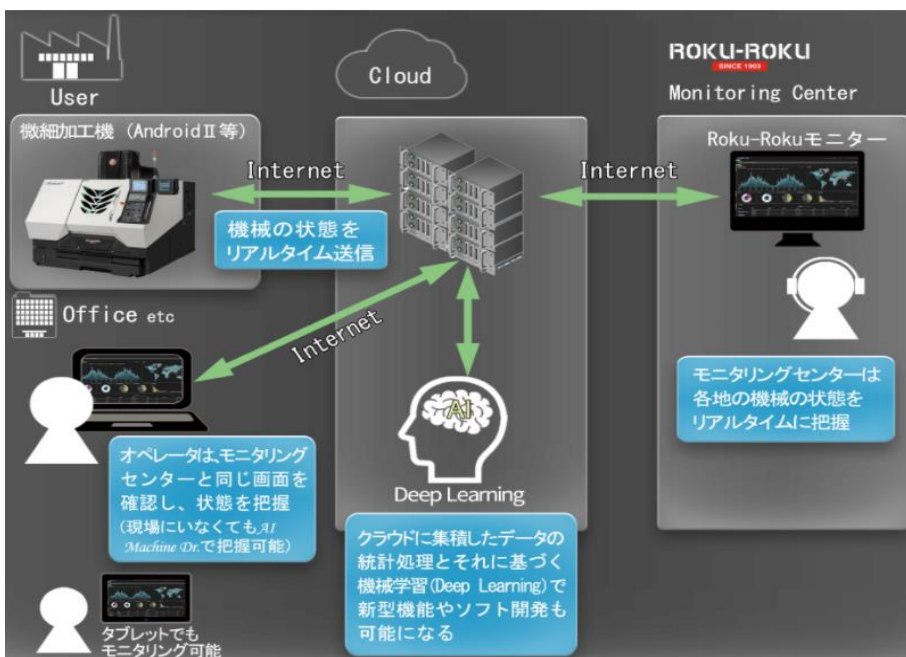 User
微細加工機（AndroidⅡ等）
Internet
機械の状態を
リアルタイム送信
Office etc
Internet
オペレータは、モニタリング
センターと同じ画面を
確認し、状態を把握
(現場にいなくてもAI
Machine Dr.で把握可能）
タブレットでも
モニタリング可能
Cloud
AI
Deep Learning
クラウドに集積したデータの
統計処理とそれに基づく
機械学習(Deep Learning)で
新型機能やソフト開発も
可能になる
Internet
ROKU-ROKU
SINCE 1903
Monitoring Center
Roku-Rokuモニター
モニタリングセンターは
各地の機械の状態を
リアルタイムに把握